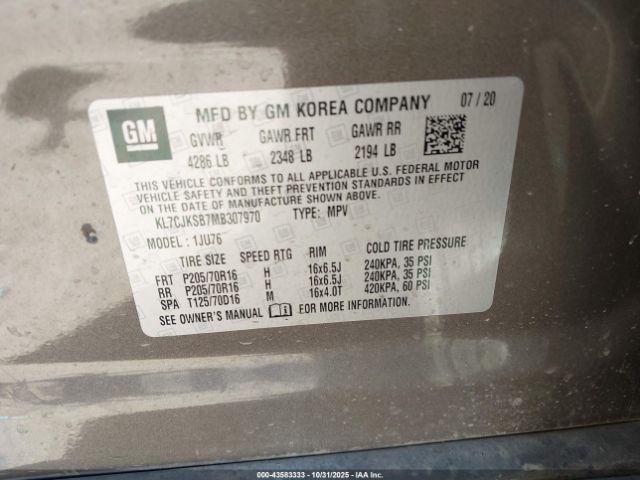 GM
MFD BY GM KOREA COMPANY 07 / 20
GVWR GAWR FRT GAWR RR
4286 LB 2348 LB 2194 LB
THIS VEHICLE CONFORMS TO ALL APPLICABLE U.S. FEDERAL MOTOR
VEHICLE SAFETY AND THEFT PREVENTION STANDARDS IN EFFECT
ON THE DATE OF MANUFACTURE SHOWN ABOVE.
KL7CJKSB7MB307970 TYPE: MPV
MODEL : 1JU76
TIRE SIZE SPEED RTG RIM COLD TIRE PRESSURE
FRT P205/70R16 H 16x6.5J 240KPA, 35 PSI
RR P205/70R16 H 16x6.5J 240KPA, 35 PSI
SPA T125/70D16 M 16x4.0T 420KPA, 60 PSI
SEE OWNER'S MANUAL FOR MORE INFORMATION.
000-43583333 - 10/31/2025 - IAA Inc.